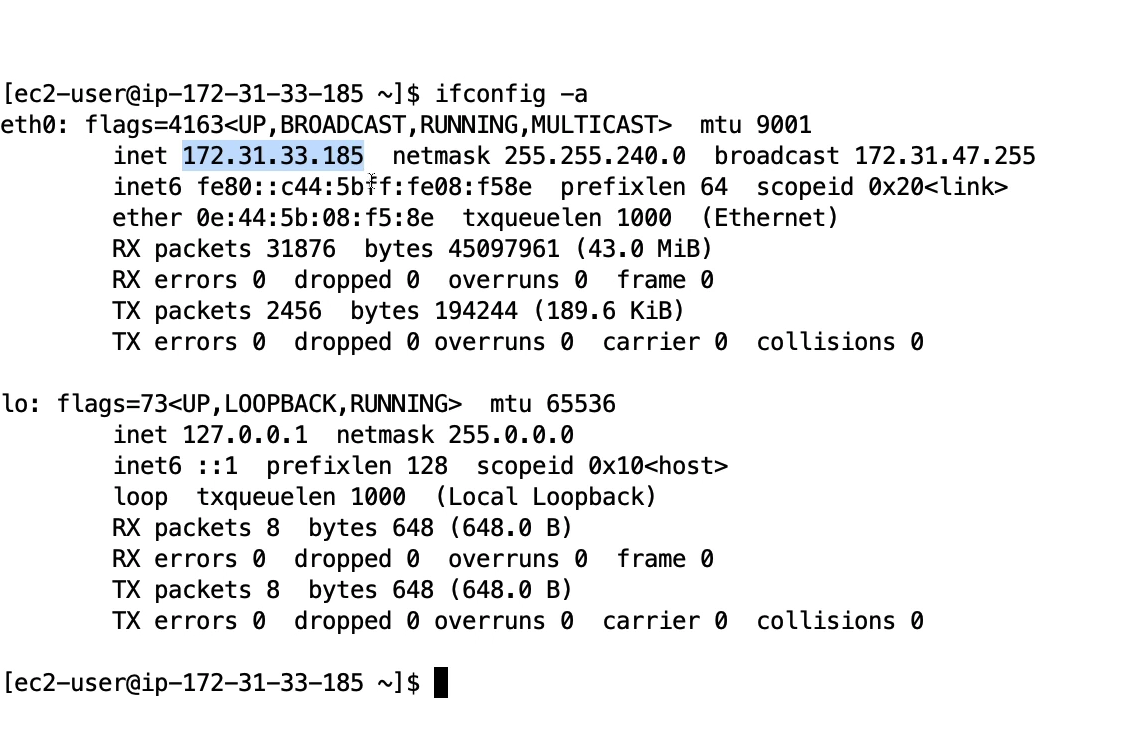 [ec2-user@ip-172-31-33-185 ~]$ ifconfig -a
eth0: flags=4163<UP,BROADCAST,RUNNING,MULTICAST>  mtu 9001
        inet 172.31.33.185  netmask 255.255.240.0  broadcast 172.31.47.255
        inet6 fe80::c44:5bff:fe08:f58e  prefixlen 64  scopeid 0x20<link>
        ether 0e:44:5b:08:f5:8e  txqueuelen 1000  (Ethernet)
        RX packets 31876  bytes 45097961 (43.0 MiB)
        RX errors 0  dropped 0  overruns 0  frame 0
        TX packets 2456  bytes 194244 (189.6 KiB)
        TX errors 0  dropped 0 overruns 0  carrier 0  collisions 0

lo: flags=73<UP,LOOPBACK,RUNNING>  mtu 65536
        inet 127.0.0.1  netmask 255.0.0.0
        inet6 ::1  prefixlen 128  scopeid 0x10<host>
        loop  txqueuelen 1000  (Local Loopback)
        RX packets 8  bytes 648 (648.0 B)
        RX errors 0  dropped 0  overruns 0  frame 0
        TX packets 8  bytes 648 (648.0 B)
        TX errors 0  dropped 0 overruns 0  carrier 0  collisions 0

[ec2-user@ip-172-31-33-185 ~]$